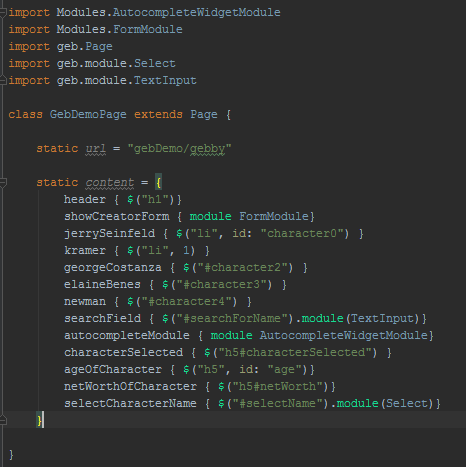 import Modules.AutocompleteWidgetModule
import Modules.FormModule
import geb.Page
import geb.module.Select
import geb.module.TextInput
class GebDemoPage extends Page {
static url = "gebDemo/gebby"
static content = {
header { $("h1")}
showCreatorForm { module FormModule}
jerrySeinfeld { $("li", id: "character0") }
kramer { $("li", 1) }
georgeCostanza { $("#character2") }
elaineBenes { $("#character3") }
newman { $("#character4") }
searchField { $("#searchForName").module(TextInput)}
autocompleteModule { module AutocompleteWidgetModule}
characterSelected { $("h5#characterSelected") }
ageOfCharacter { $("h5", id: "age")}
netWorthOfCharacter { $("h5#netWorth")}
selectCharacterName { $("#selectName").module(Select)}
}
}